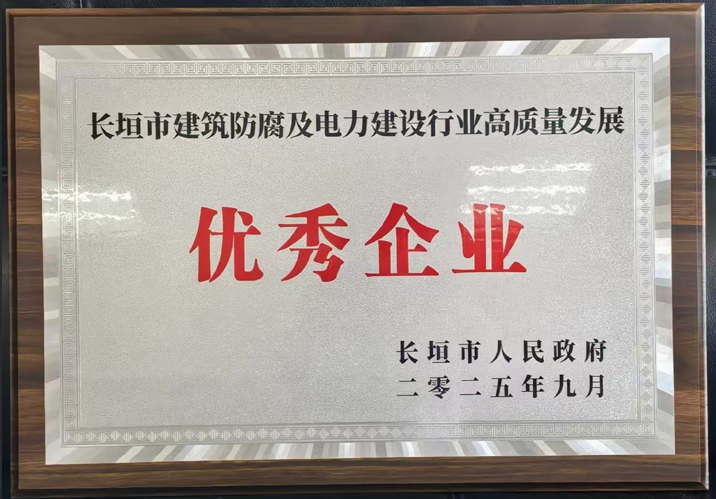 长垣市建筑防腐及电力建设行业高质量发展
优秀企业
长垣市人民政府
二零二五年九月